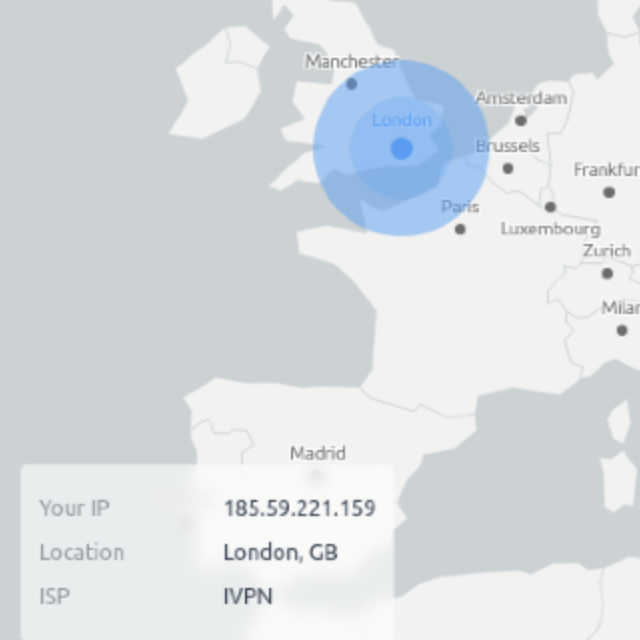 Manchester
Amsterdam
London
Brussels
Frankfur
Paris
Luxembourg
Zurich
Milar
Madrid
Your IP 185.59.221.159
Location London, GB
ISP IVPN